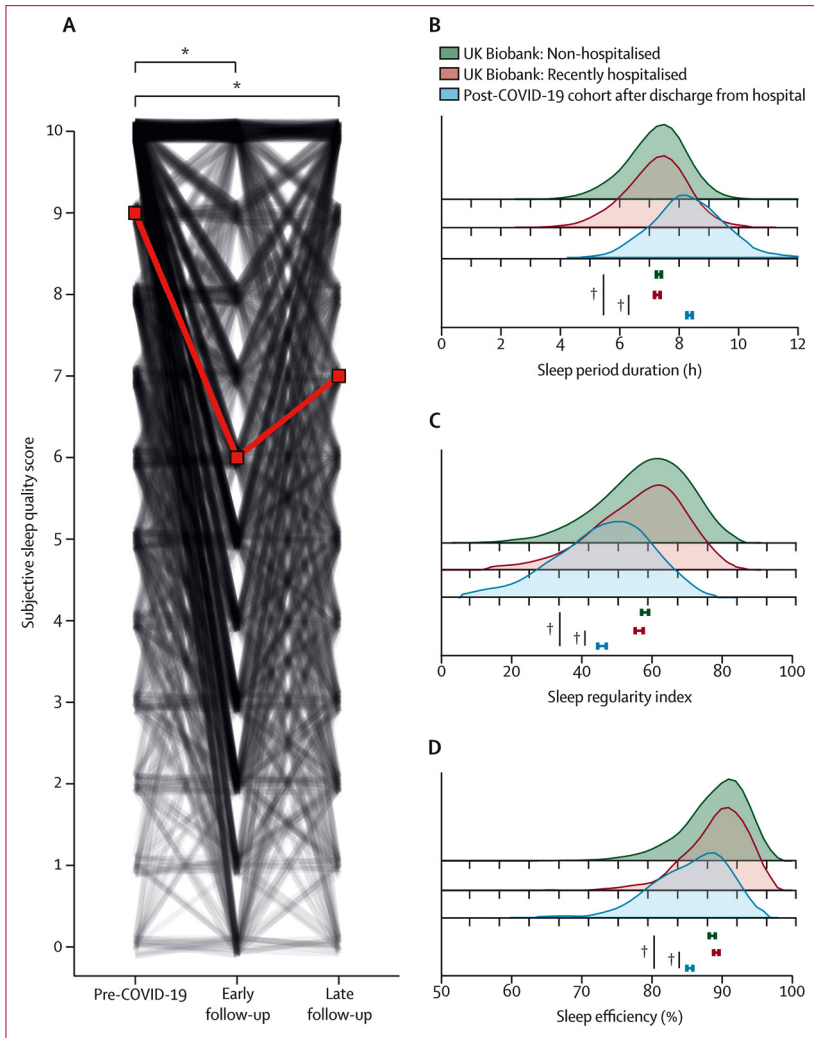 A
*
*
10
9
8
7
6
5
4
3
2
1
0
Subjective sleep quality score
Pre-COVID-19
Early
follow-up
Late
follow-up
B
UK Biobank: Non-hospitalised
UK Biobank: Recently hospitalised
Post-COVID-19 cohort after discharge from hospital
†
†
0 2 4 6 8 10 12
Sleep period duration (h)
C
†
†
0 20 40 60 80 100
Sleep regularity index
D
†
†
50 60 70 80 90 100
Sleep efficiency (%)